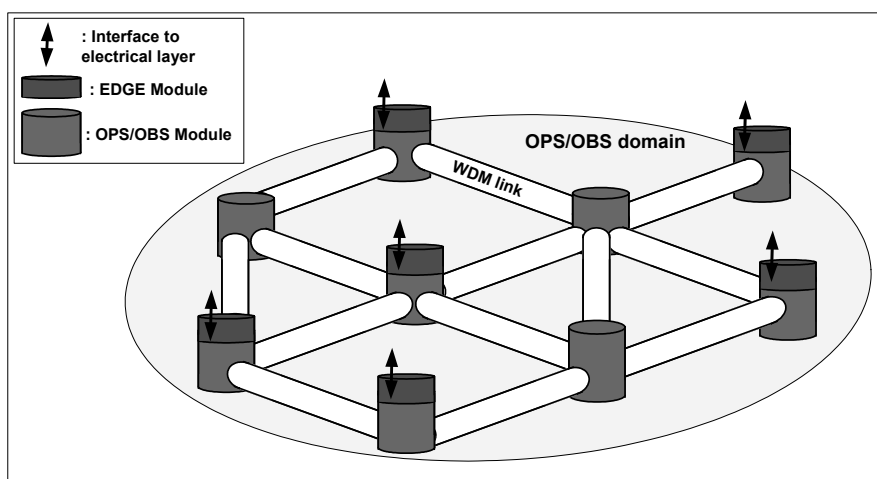 : Interface to
electrical layer
: EDGE Module
: OPS/OBS Module
OPS/OBS domain
WDM link